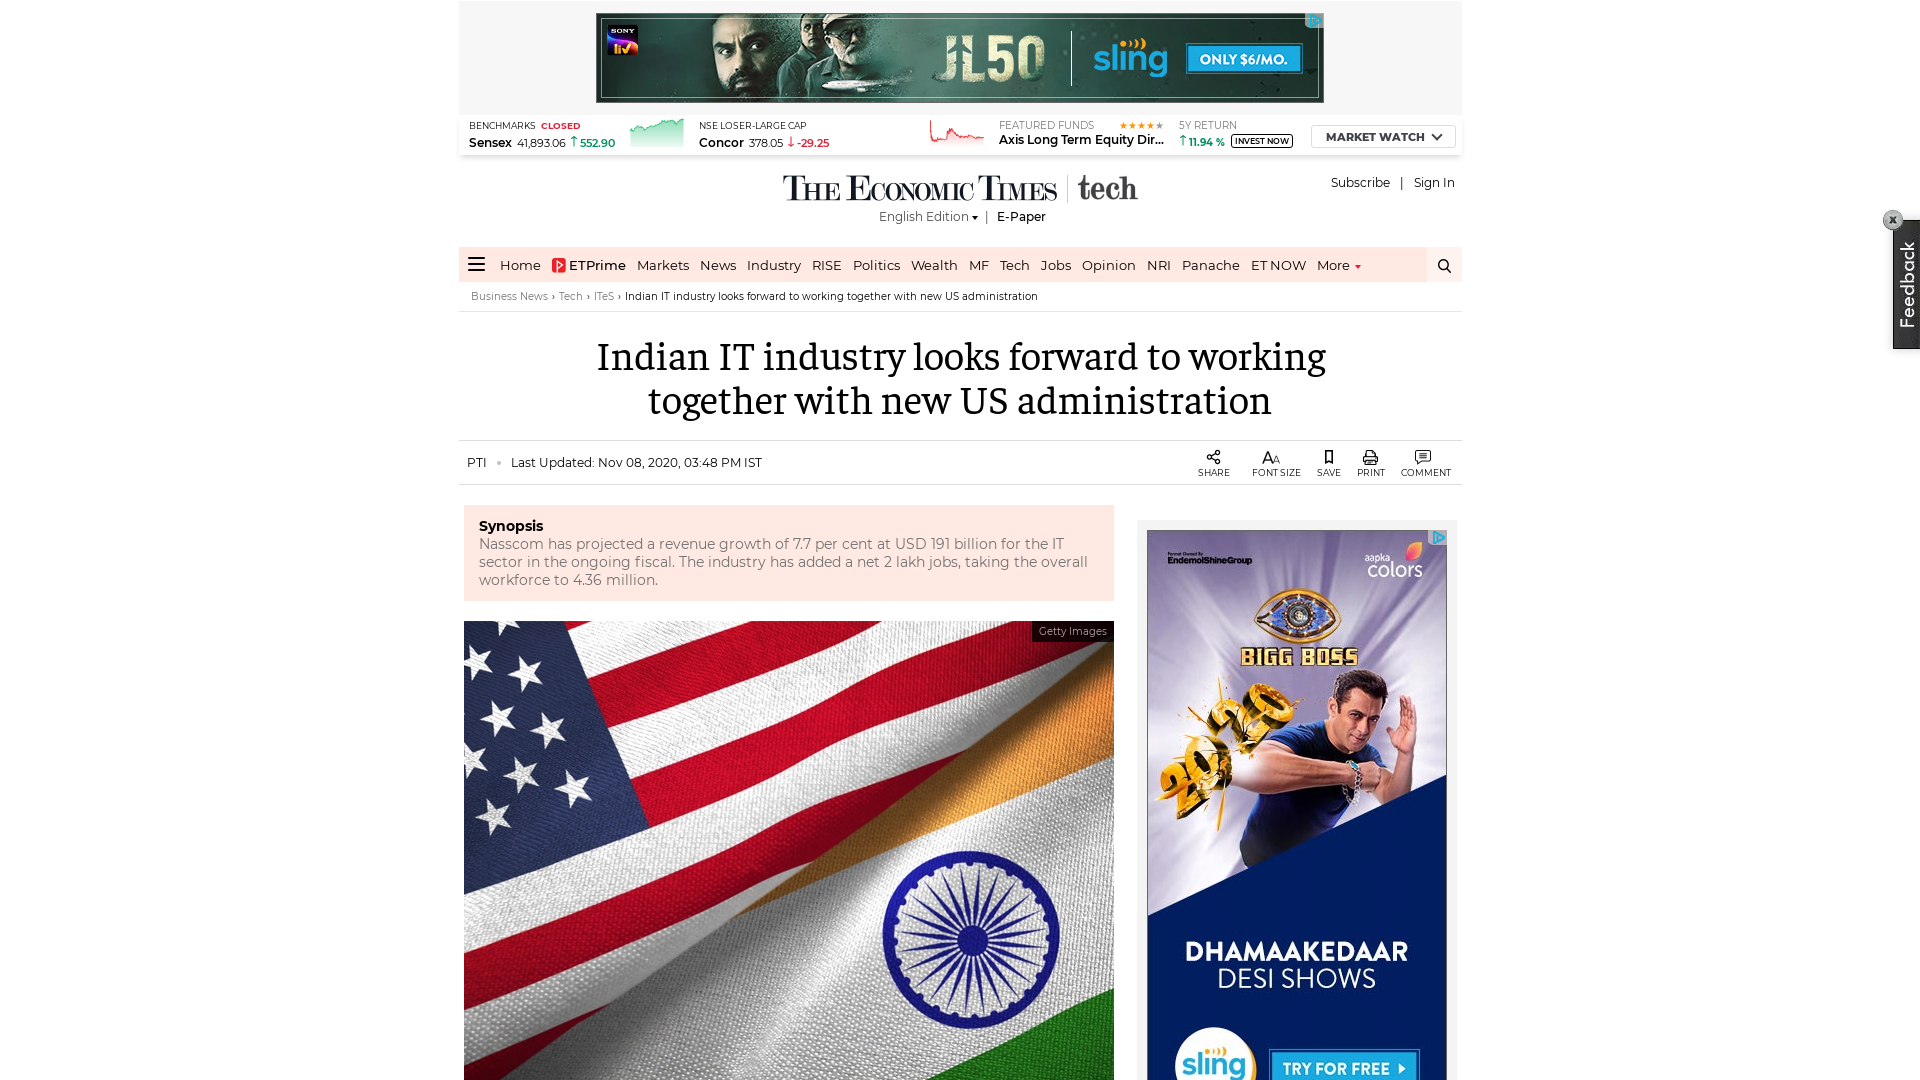 SONY
liv
JL50
sling
ONLY $6/MO.
BENCHMARKS CLOSED
Sensex 41,893.06 ↑ 552.90
NSE LOSER-LARGE CAP
Concor 378.05 ↓ -29.25
FEATURED FUNDS ★★★★★
Axis Long Term Equity Dir...
5Y RETURN
↑ 11.94 % INVEST NOW
MARKET WATCH
THE ECONOMIC TIMES | tech
Subscribe | Sign In
English Edition | E-Paper
x
Feedback
Home ETPrime Markets News Industry RISE Politics Wealth MF Tech Jobs Opinion NRI Panache ET NOW More
Business News › Tech › ITeS › Indian IT industry looks forward to working together with new US administration
Indian IT industry looks forward to working
together with new US administration
PTI • Last Updated: Nov 08, 2020, 03:48 PM IST
SHARE FONT SIZE SAVE PRINT COMMENT
Synopsis
Nasscom has projected a revenue growth of 7.7 per cent at USD 191 billion for the IT
sector in the ongoing fiscal. The industry has added a net 2 lakh jobs, taking the overall
workforce to 4.36 million.
Getty Images
Format Owned By
EndemolShineGroup
aapka
colors
BIGG BOSS
2020
DHAMAAKEDAAR
DESI SHOWS
sling
TRY FOR FREE